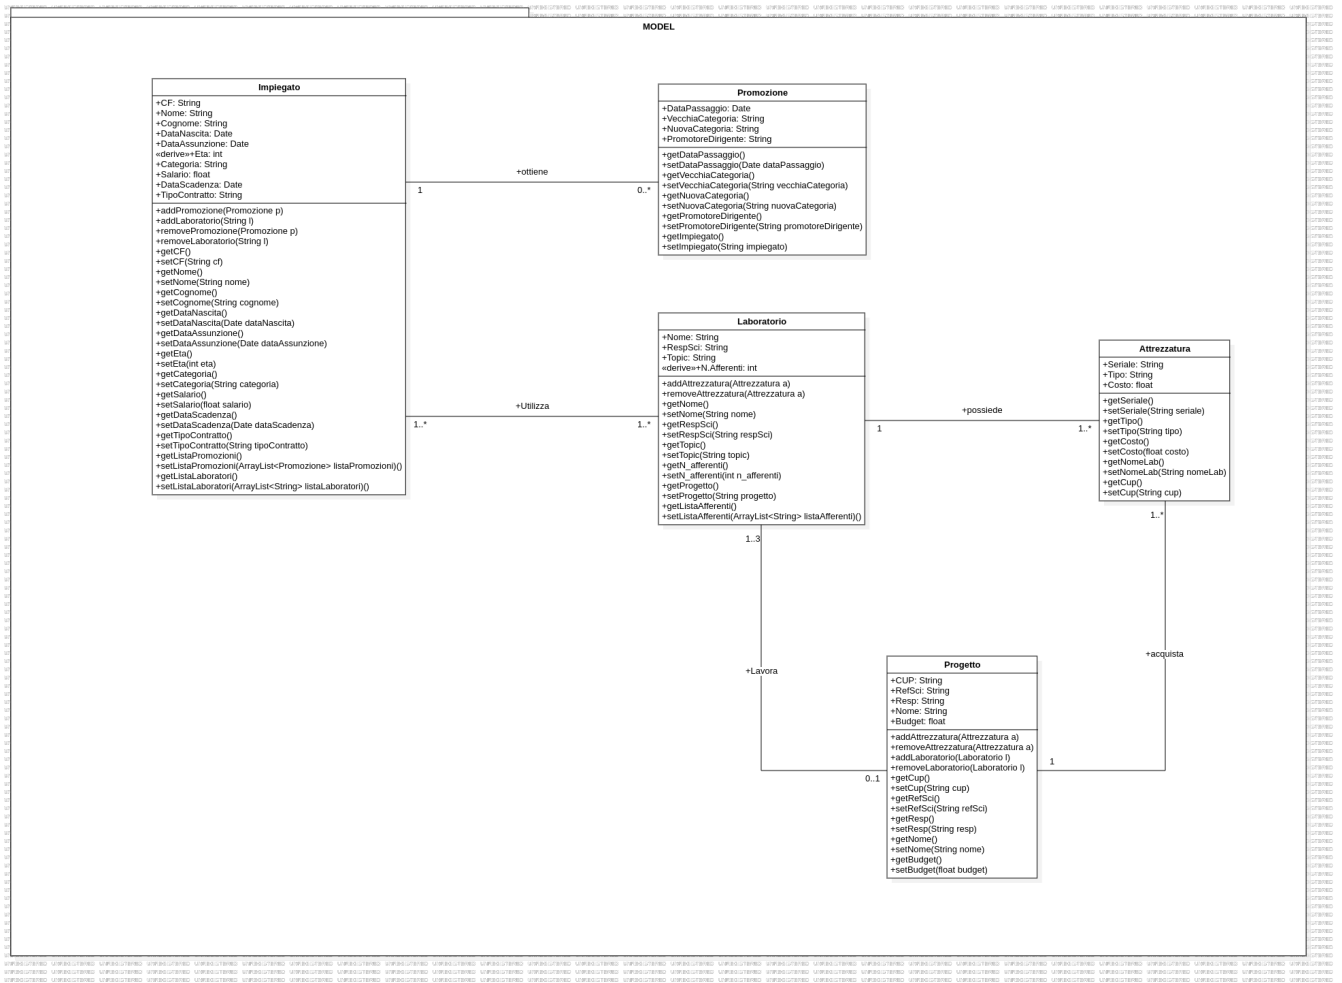 MODEL
Impiegato
+CF: String
+Nome: String
+Cognome: String
+DataNascita: Date
+DataAssunzione: Date
«derive»+Eta: int
+Categoria: String
+Salario: float
+DataScadenza: Date
+TipoContratto: String
+addPromozione(Promozione p)
+addLaboratorio(String l)
+removePromozione(Promozione p)
+removeLaboratorio(String l)
+getCF()
+setCF(String cf)
+getNome()
+setNome(String nome)
+getCognome()
+setCognome(String cognome)
+getDataNascita()
+setDataNascita(Date dataNascita)
+getDataAssunzione()
+setDataAssunzione(Date dataAssunzione)
+getEta()
+setEta(int eta)
+getCategoria()
+setCategoria(String categoria)
+getSalario()
+setSalario(float salario)
+getDataScadenza()
+setDataScadenza(Date dataScadenza)
+getTipoContratto()
+setTipoContratto(String tipoContratto)
+getListaPromozioni()
+setListaPromozioni(ArrayList<Promozione> listaPromozioni)()
+getListaLaboratori()
+setListaLaboratori(ArrayList<String> listaLaboratori)()
+ottiene
1
0..*
Promozione
+DataPassaggio: Date
+VecchiaCategoria: String
+NuovaCategoria: String
+PromotoreDirigente: String
+getDataPassaggio()
+setDataPassaggio(Date dataPassaggio)
+getVecchiaCategoria()
+setVecchiaCategoria(String vecchiaCategoria)
+getNuovaCategoria()
+setNuovaCategoria(String nuovaCategoria)
+getPromotoreDirigente()
+setPromotoreDirigente(String promotoreDirigente)
+getImpiegato()
+setImpiegato(String impiegato)
+Utilizza
1..*
1..*
Laboratorio
+Nome: String
+RespSci: String
+Topic: String
«derive»+N.Afferenti: int
+addAttrezzatura(Attrezzatura a)
+removeAttrezzatura(Attrezzatura a)
+getNome()
+setNome(String nome)
+getRespSci()
+setRespSci(String respSci)
+getTopic()
+setTopic(String topic)
+getN_afferenti()
+setN_afferenti(int n_afferenti)
+getProgetto()
+setProgetto(String progetto)
+getListaAfferenti()
+setListaAfferenti(ArrayList<String> listaAfferenti)()
+possiede
1
1..*
Attrezzatura
+Seriale: String
+Tipo: String
+Costo: float
+getSeriale()
+setSeriale(String seriale)
+getTipo()
+setTipo(String tipo)
+getCosto()
+setCosto(float costo)
+getNomeLab()
+setNomeLab(String nomeLab)
+getCup()
+setCup(String cup)
1..*
1..3
+acquista
+Lavora
Progetto
+CUP: String
+RefSci: String
+Resp: String
+Nome: String
+Budget: float
+addAttrezzatura(Attrezzatura a)
+removeAttrezzatura(Attrezzatura a)
+addLaboratorio(Laboratorio l)
+removeLaboratorio(Laboratorio l)
+getCup()
+setCup(String cup)
+getRefSci()
+setRefSci(String refSci)
+getResp()
+setResp(String resp)
+getNome()
+setNome(String nome)
+getBudget()
+setBudget(float budget)
0..1
1